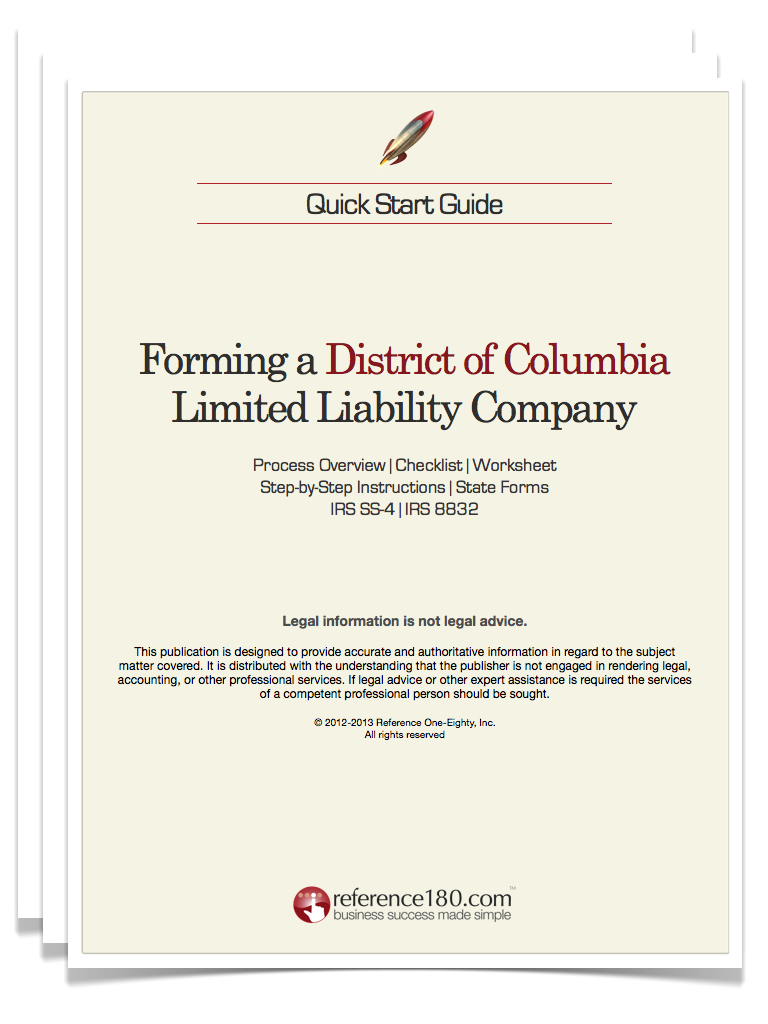 Quick Start Guide
Forming a District of Columbia
Limited Liability Company
Process Overview | Checklist | Worksheet
Step-by-Step Instructions | State Forms
IRS SS-4 | IRS 8832
Legal information is not legal advice.
This publication is designed to provide accurate and authoritative information in regard to the subject
matter covered. It is distributed with the understanding that the publisher is not engaged in rendering legal,
accounting, or other professional services. If legal advice or other expert assistance is required the services
of a competent professional person should be sought.
© 2012-2013 Reference One-Eighty, Inc.
All rights reserved
reference180.com™
business success made simple